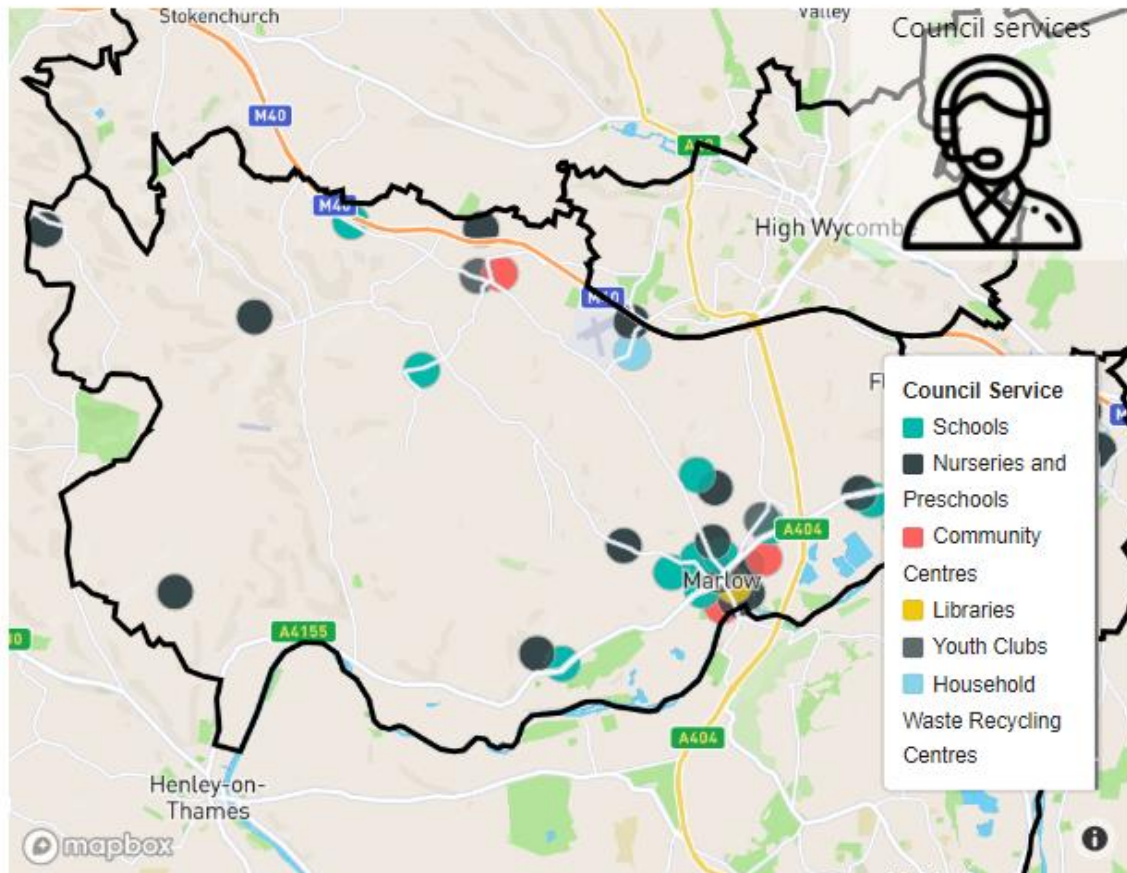 Stokenchurch
Valley
Council services
M40
A40
M40
High Wycombe
M40
Council Service
Schools
Nurseries and
Preschools
Community
Centres
Libraries
Youth Clubs
Household
Waste Recycling
Centres
A404
Marlow
A4155
A404
Henley-on-
Thames
mapbox